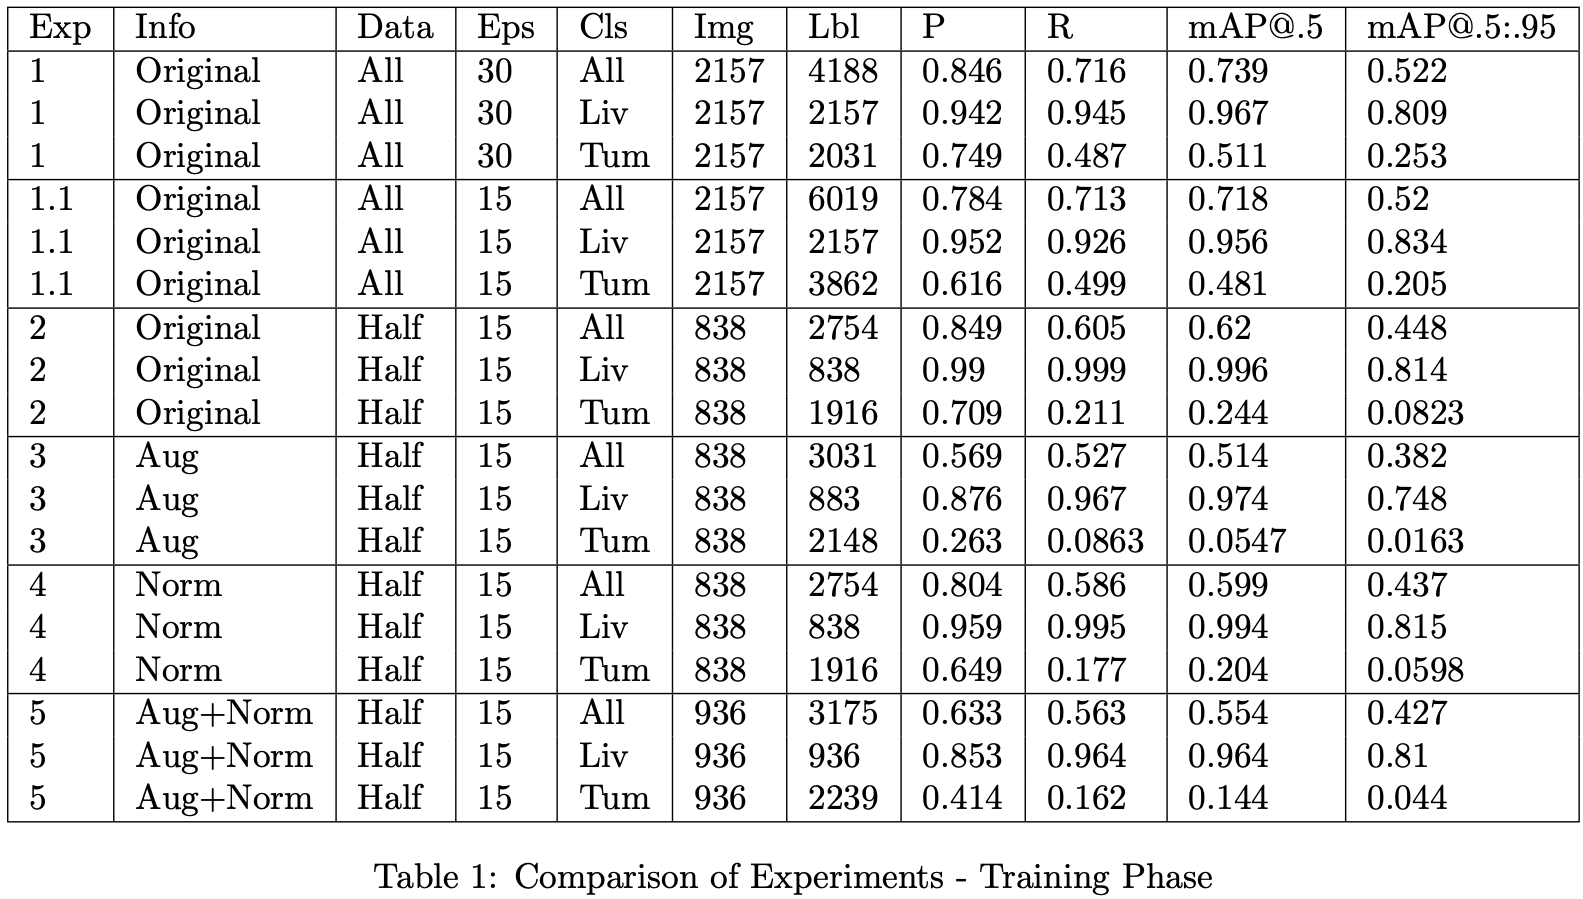 Exp Info Data Eps Cls Img Lbl P R mAP@.5 mAP@.5:.95
1 Original All 30 All 2157 4188 0.846 0.716 0.739 0.522
1 Original All 30 Liv 2157 2157 0.942 0.945 0.967 0.809
1 Original All 30 Tum 2157 2031 0.749 0.487 0.511 0.253
1.1 Original All 15 All 2157 6019 0.784 0.713 0.718 0.52
1.1 Original All 15 Liv 2157 2157 0.952 0.926 0.956 0.834
1.1 Original All 15 Tum 2157 3862 0.616 0.499 0.481 0.205
2 Original Half 15 All 838 2754 0.849 0.605 0.62 0.448
2 Original Half 15 Liv 838 838 0.99 0.999 0.996 0.814
2 Original Half 15 Tum 838 1916 0.709 0.211 0.244 0.0823
3 Aug Half 15 All 838 3031 0.569 0.527 0.514 0.382
3 Aug Half 15 Liv 838 883 0.876 0.967 0.974 0.748
3 Aug Half 15 Tum 838 2148 0.263 0.0863 0.0547 0.0163
4 Norm Half 15 All 838 2754 0.804 0.586 0.599 0.437
4 Norm Half 15 Liv 838 838 0.959 0.995 0.994 0.815
4 Norm Half 15 Tum 838 1916 0.649 0.177 0.204 0.0598
5 Aug+Norm Half 15 All 936 3175 0.633 0.563 0.554 0.427
5 Aug+Norm Half 15 Liv 936 936 0.853 0.964 0.964 0.81
5 Aug+Norm Half 15 Tum 936 2239 0.414 0.162 0.144 0.044
Table 1: Comparison of Experiments - Training Phase